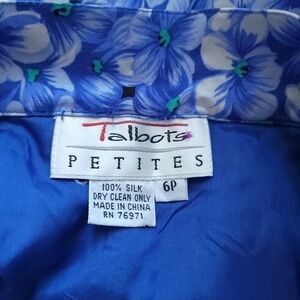 Talbots
PETITES
6P
100% SILK
DRY CLEAN ONLY
MADE IN CHINA
RN 76971